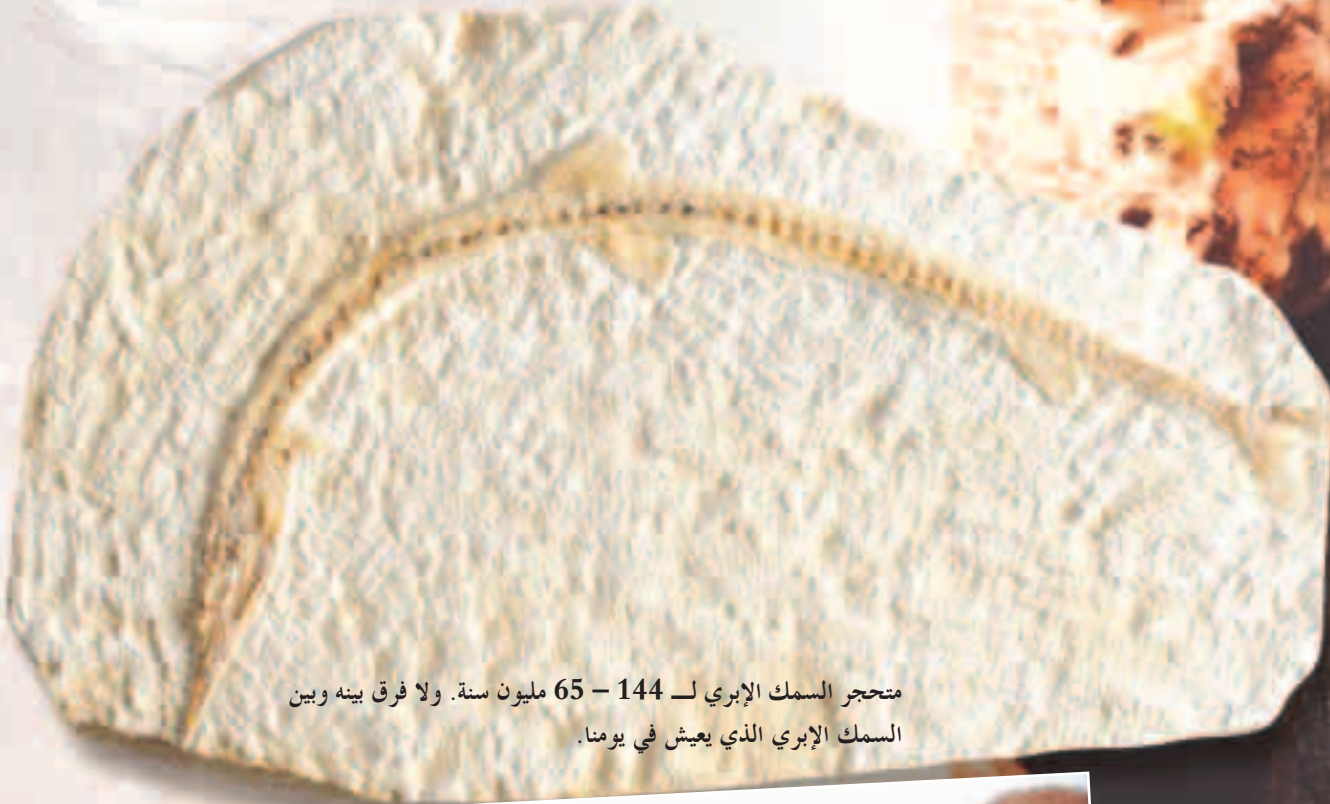 متحجر السمك الإبري لــ 144 – 65 مليون سنة. ولا فرق بينه وبين
السمك الإبري الذي يعيش في يومنا.